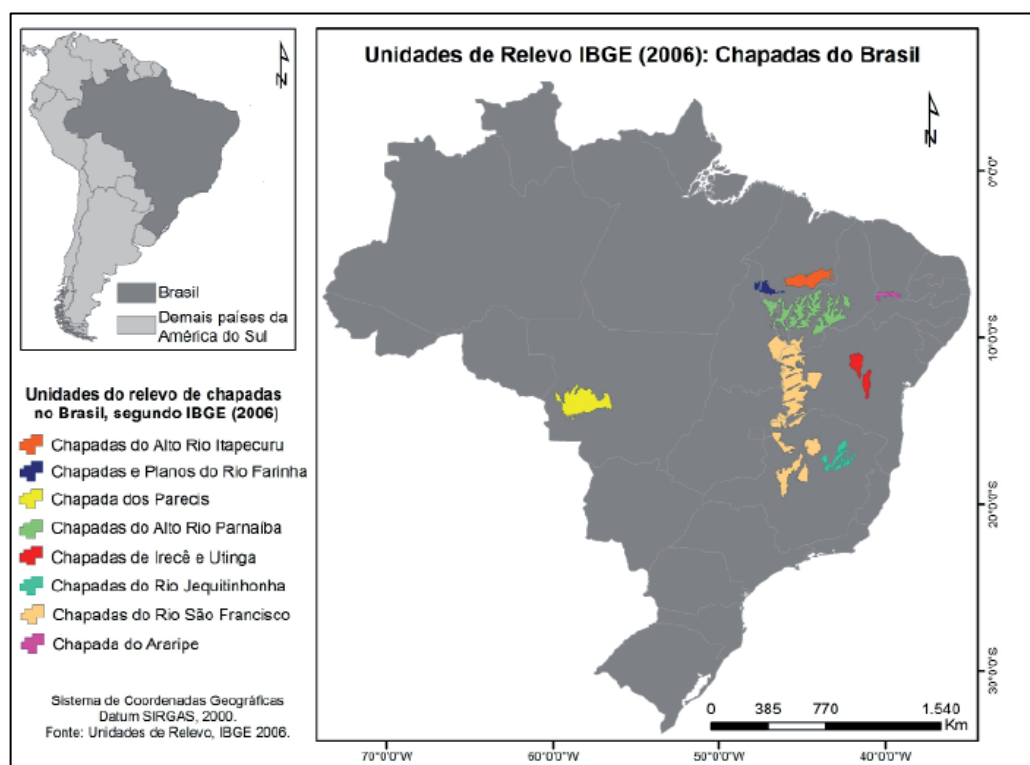 Brasil
Demais países da
América do Sul
Unidades do relevo de chapadas
no Brasil, segundo IBGE (2006)
Chapadas do Alto Rio Itapecuru
Chapadas e Planos do Rio Farinha
Chapada dos Parecis
Chapadas do Alto Rio Parnaíba
Chapadas de Irecê e Utinga
Chapadas do Rio Jequitinhonha
Chapadas do Rio São Francisco
Chapada do Araripe
Sistema de Coordenadas Geográficas
Datum SIRGAS, 2000.
Fonte: Unidades de Relevo, IBGE 2006.
Unidades de Relevo IBGE (2006): Chapadas do Brasil
N
N
0°0'0"
10°0'0"S
20°0'0"S
30°0'0"S
0 385 770 1.540
Km
70°0'0"W 60°0'0"W 50°0'0"W 40°0'0"W